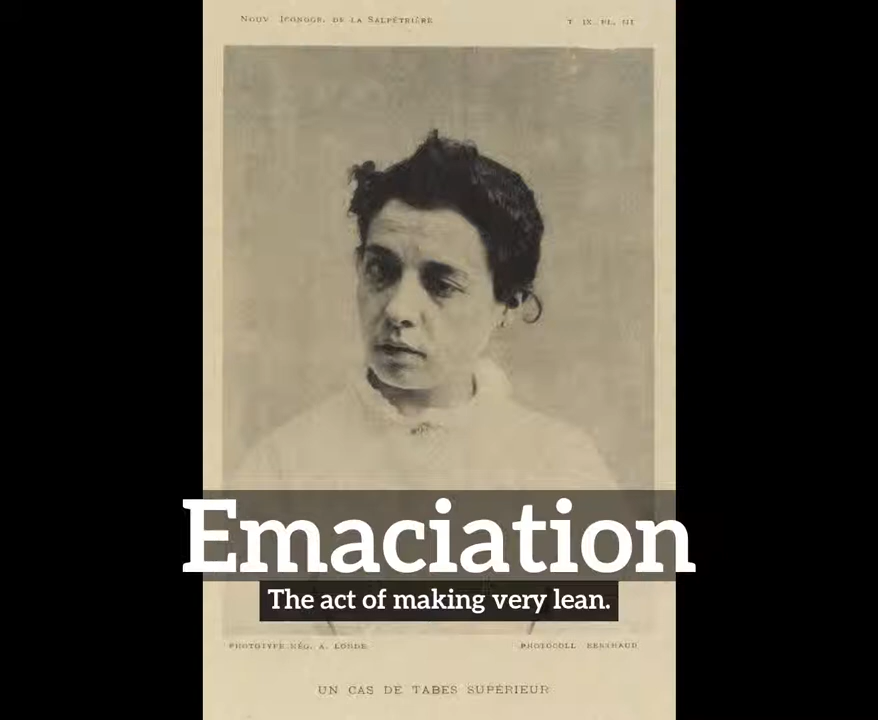 NOUV. ICONOGR. DE LA SALPÊTRIÈRE
T. IX. PL. III
Emaciation
The act of making very lean.
PHOTOTYPE NÉG. A. LONDE
PHOTOCOLL. BERTHAUD
UN CAS DE TABES SUPÉRIEUR